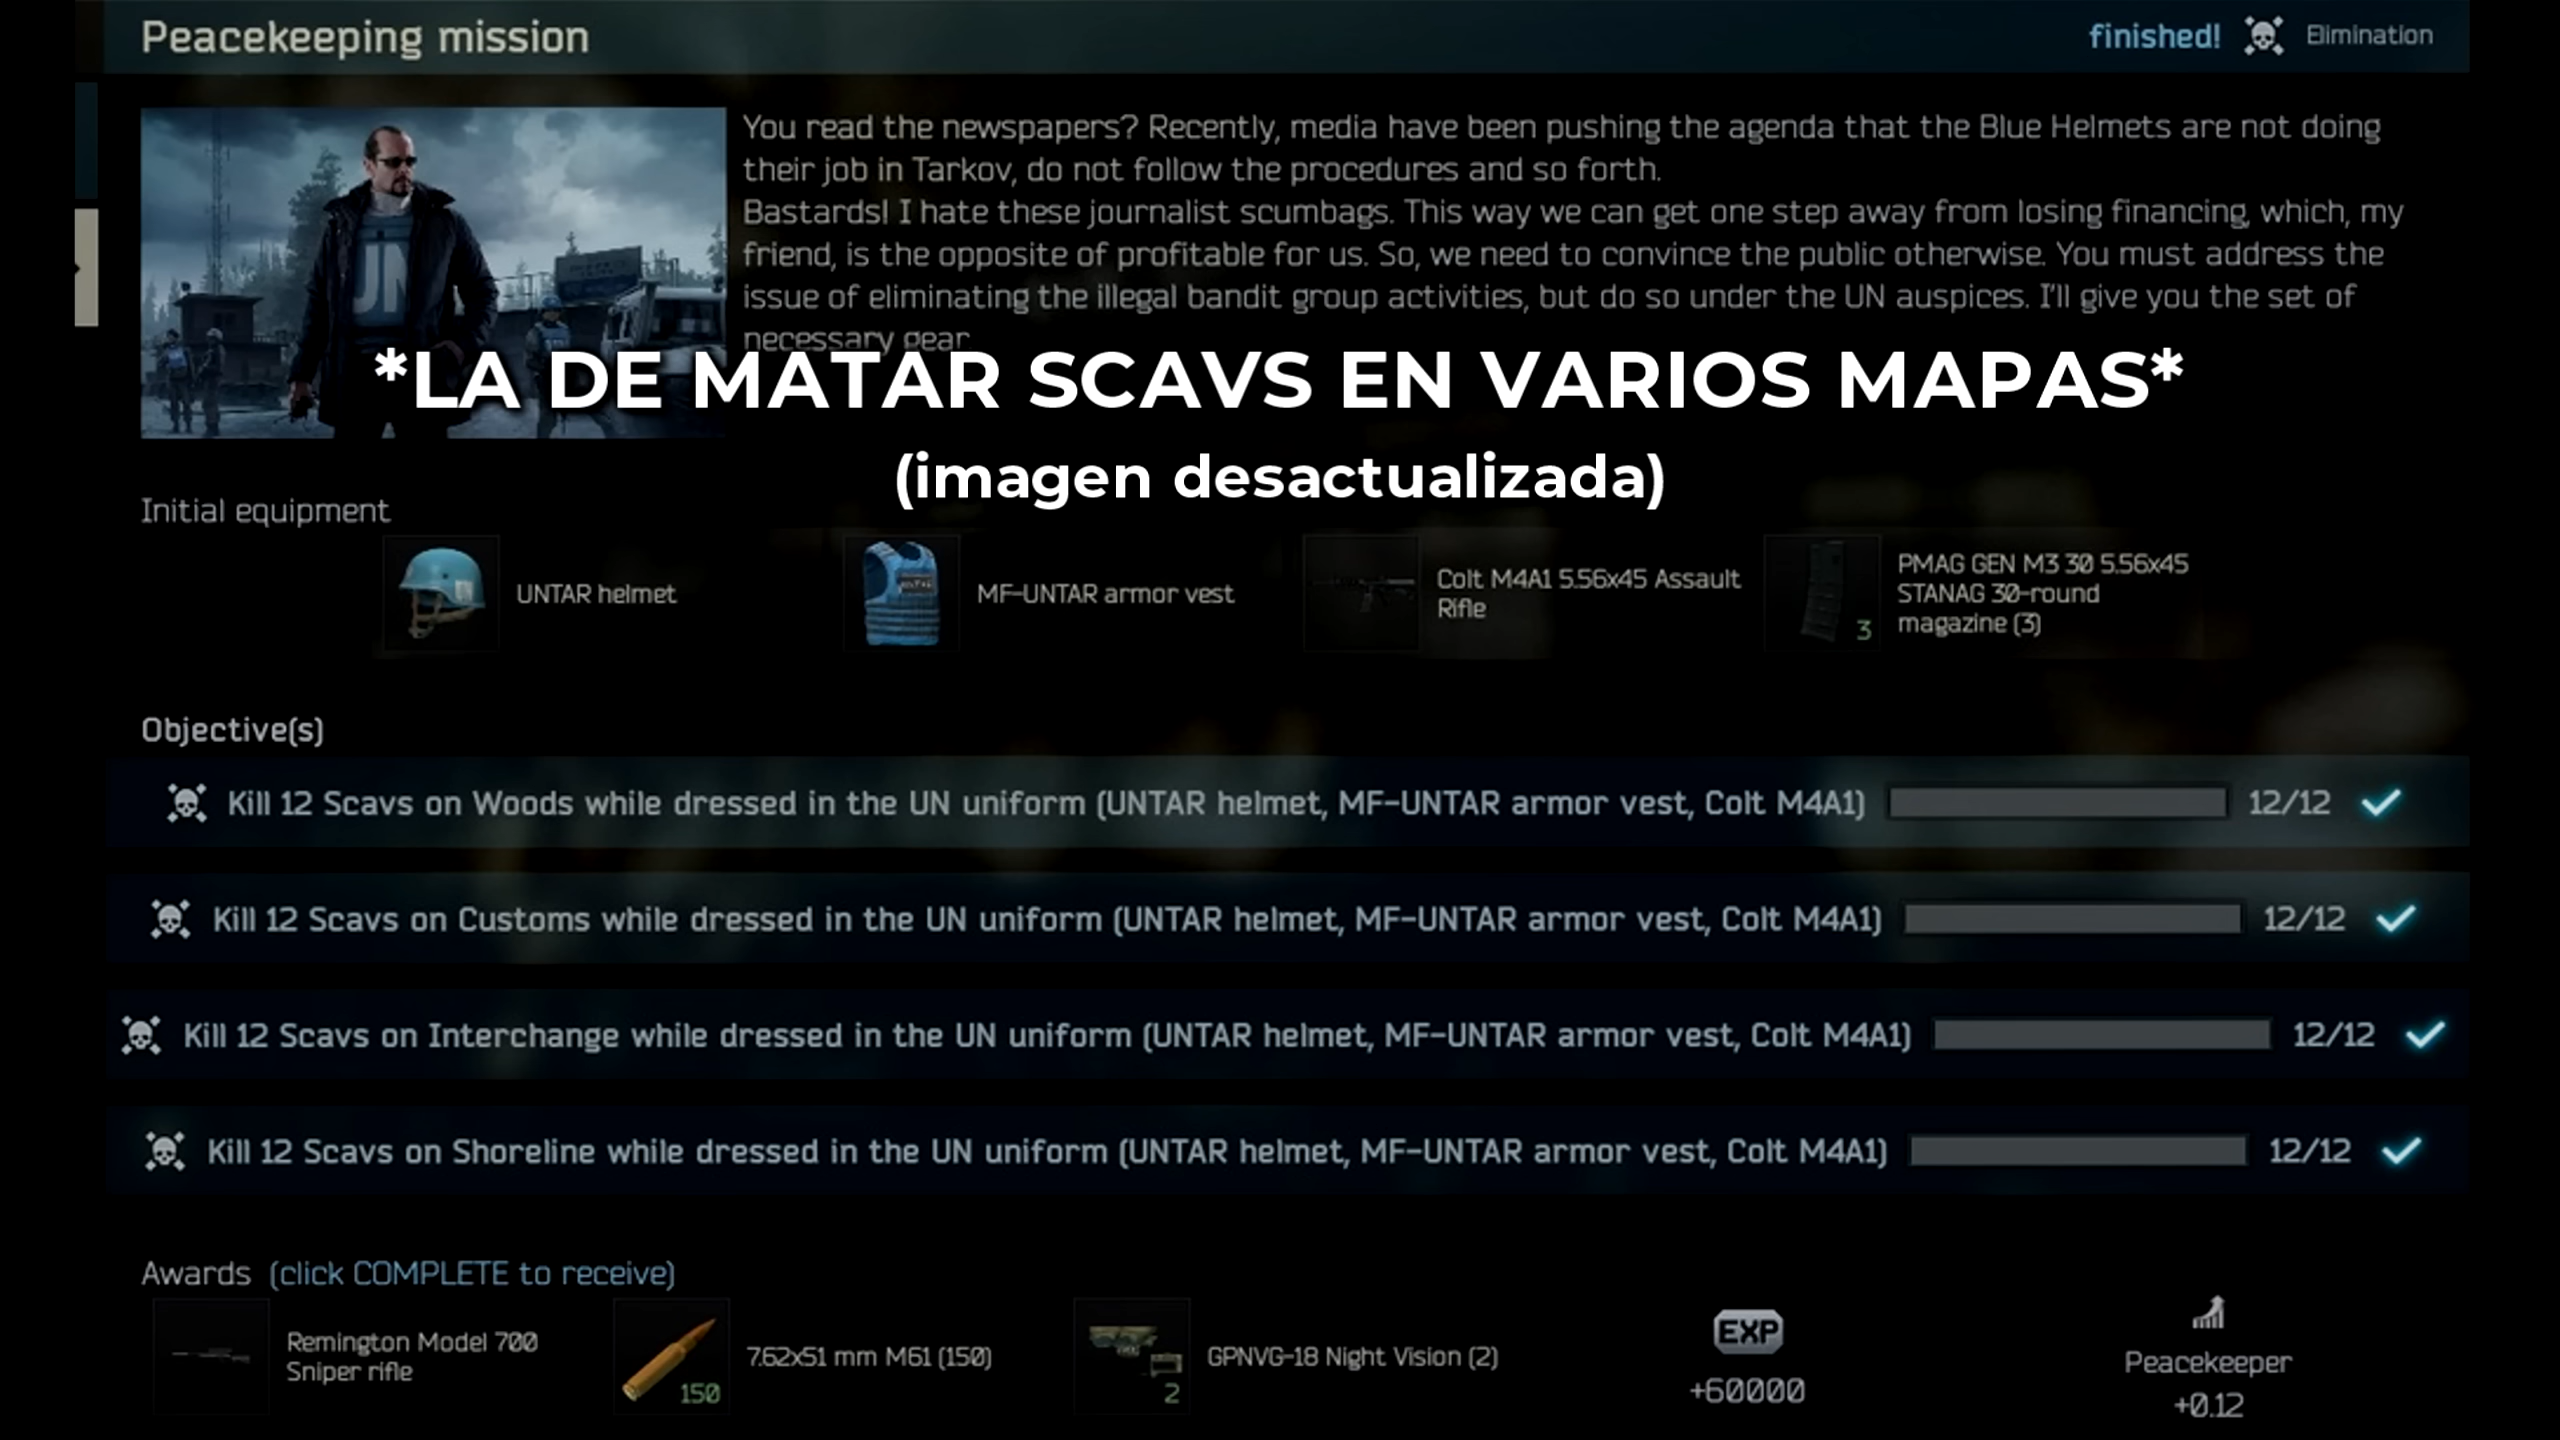 Peacekeeping mission
finished!
Elimination
You read the newspapers? Recently, media have been pushing the agenda that the Blue Helmets are not doing
their job in Tarkov, do not follow the procedures and so forth.
Bastards! I hate these journalist scumbags. This way we can get one step away from losing financing, which, my
friend, is the opposite of profitable for us. So, we need to convince the public otherwise. You must address the
issue of eliminating the illegal bandit group activities, but do so under the UN auspices. I'll give you the set of
necessary gear.
UN
*LA DE MATAR SCAVS EN VARIOS MAPAS*
(imagen desactualizada)
Initial equipment
UNTAR helmet
MF-UNTAR armor vest
Colt M4A1 5.56x45 Assault
Rifle
3
PMAG GEN M3 30 5.56x45
STANAG 30-round
magazine (3)
Objective(s)
Kill 12 Scavs on Woods while dressed in the UN uniform (UNTAR helmet, MF-UNTAR armor vest, Colt M4A1) 12/12
Kill 12 Scavs on Customs while dressed in the UN uniform (UNTAR helmet, MF-UNTAR armor vest, Colt M4A1) 12/12
Kill 12 Scavs on Interchange while dressed in the UN uniform (UNTAR helmet, MF-UNTAR armor vest, Colt M4A1) 12/12
Kill 12 Scavs on Shoreline while dressed in the UN uniform (UNTAR helmet, MF-UNTAR armor vest, Colt M4A1) 12/12
Awards (click COMPLETE to receive)
Remington Model 700
Sniper rifle
150
7.62x51 mm M61 (150)
2
GPNVG-18 Night Vision (2)
EXP
+60000
Peacekeeper
+0.12